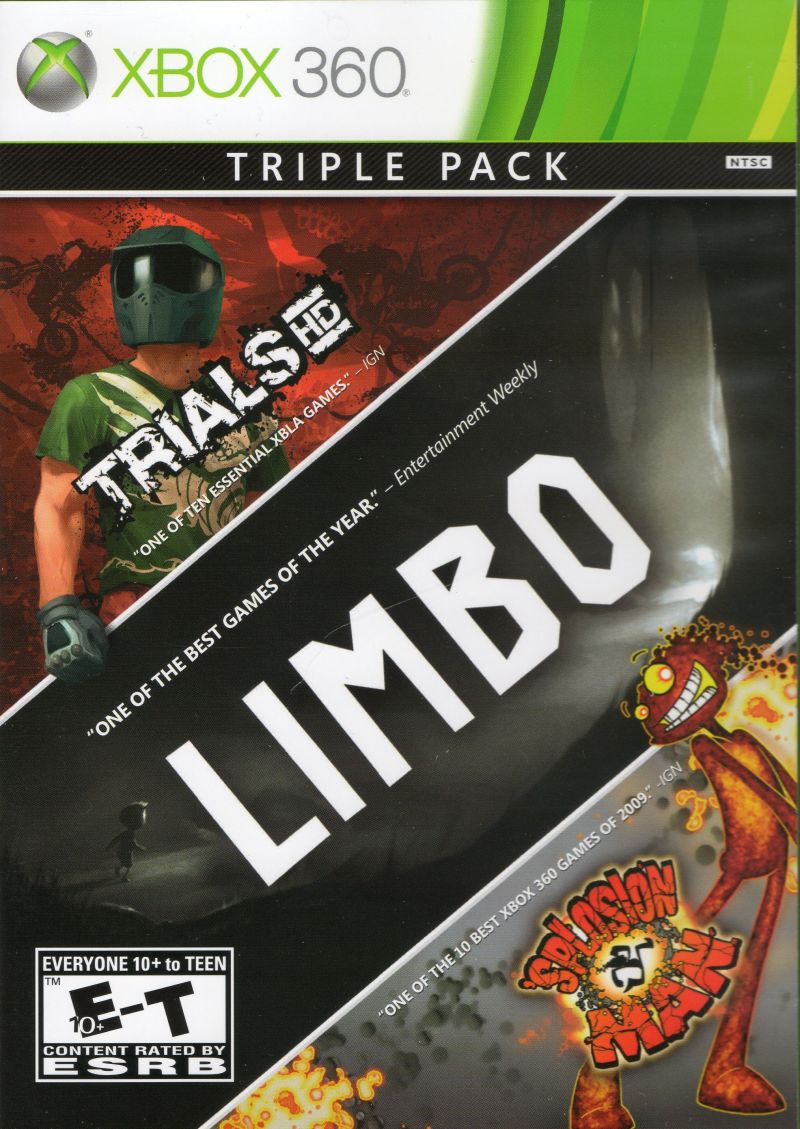 XBOX 360
TRIPLE PACK
NTSC
TRIALS HD
"ONE OF TEN ESSENTIAL XBLA GAMES." – IGN
"ONE OF THE BEST GAMES OF THE YEAR." – Entertainment Weekly
LIMBO
"ONE OF THE 10 BEST XBOX 360 GAMES OF 2009." -IGN
'SPLOSION
MAN
EVERYONE 10+ to TEEN
TM
E-T
10+
CONTENT RATED BY
ESRB